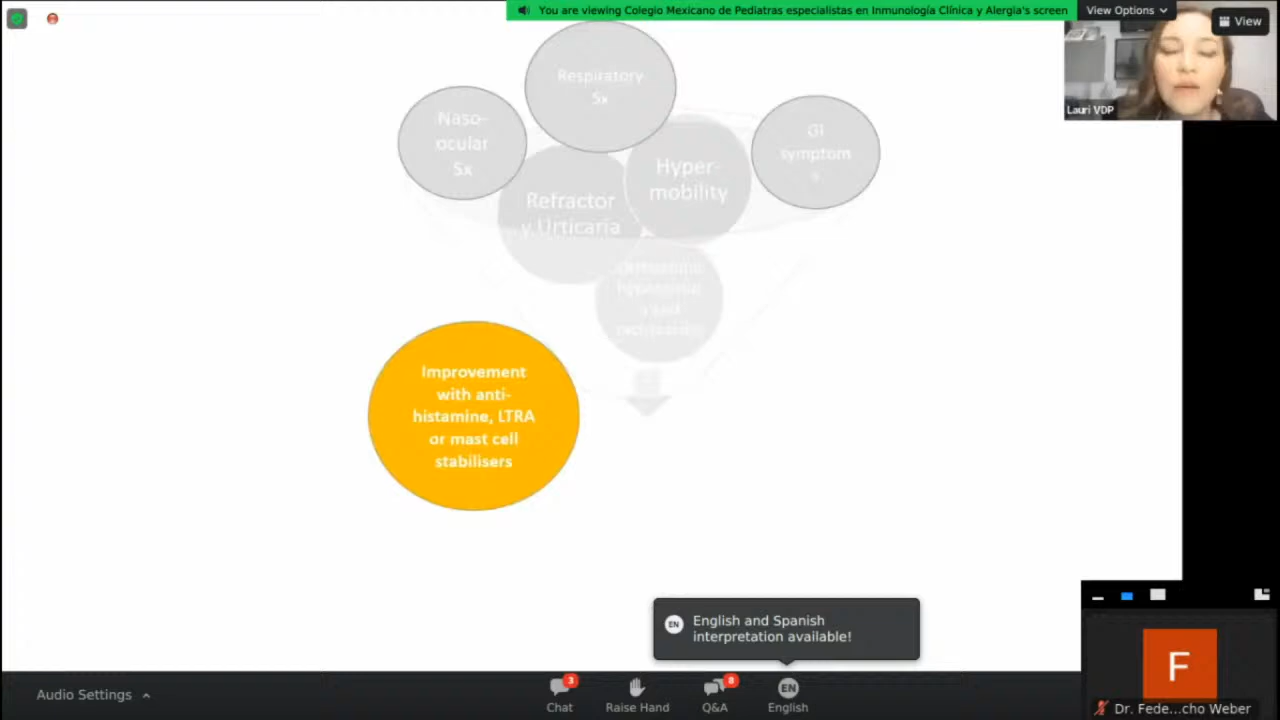 You are viewing Colegio Mexicano de Pediatras especialistas en Inmunología Clínica y Alergia's screen
View Options
View
Lauri VDP
Respiratory
Sx
Naso-
ocular
Sx
GI
symptom
s
Hyper-
mobility
Refractor
y Urticaria
Improvement
with anti-
histamine, LTRA
or mast cell
stabilisers
EN
English and Spanish
interpretation available!
F
Dr. Fede...cho Weber
Audio Settings
3
Chat
Raise Hand
8
Q&A
EN
English